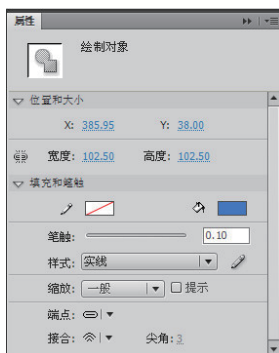 属性
绘制对象
位置和大小
X: 385.95 Y: 38.00
宽度: 102.50 高度: 102.50
填充和笔触
笔触: 0.10
样式: 实线
缩放: 一般 提示
端点:
接合: 尖角: 3